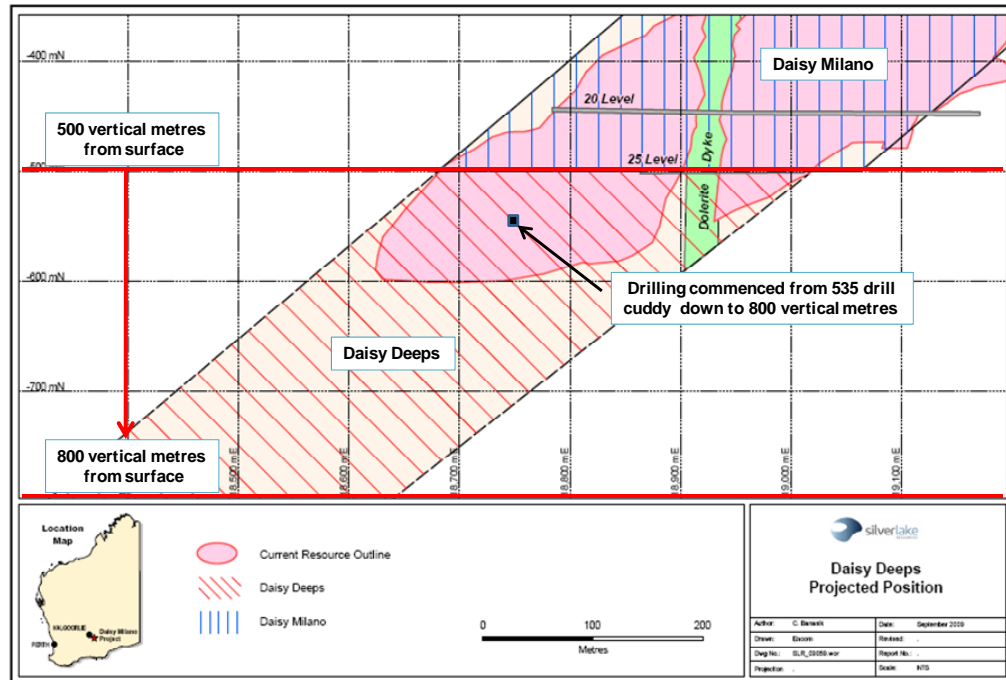 -400 mN
Daisy Milano
20 Level
500 vertical metres
from surface
-500 mN
25 Level
Dyke
Dolerite
-600 mN
Drilling commenced from 535 drill
cuddy down to 800 vertical metres
Daisy Deeps
-700 mN
800 vertical metres
from surface
18,500 mE
18,600 mE
18,700 mE
18,800 mE
18,900 mE
19,000 mE
19,100 mE
Location
Map
KALGOORLIE
Daisy Milano
Project
PERTH
Current Resource Outline
Daisy Deeps
Daisy Milano
0 100 200
Metres
silverlake
RESOURCES
Daisy Deeps
Projected Position
Author: C. Banasik Date: September 2009
Drawn: Encom Revised: .
Dwg No.: SLR_09059.wor Report No.: .
Projection: . Scale: NTS